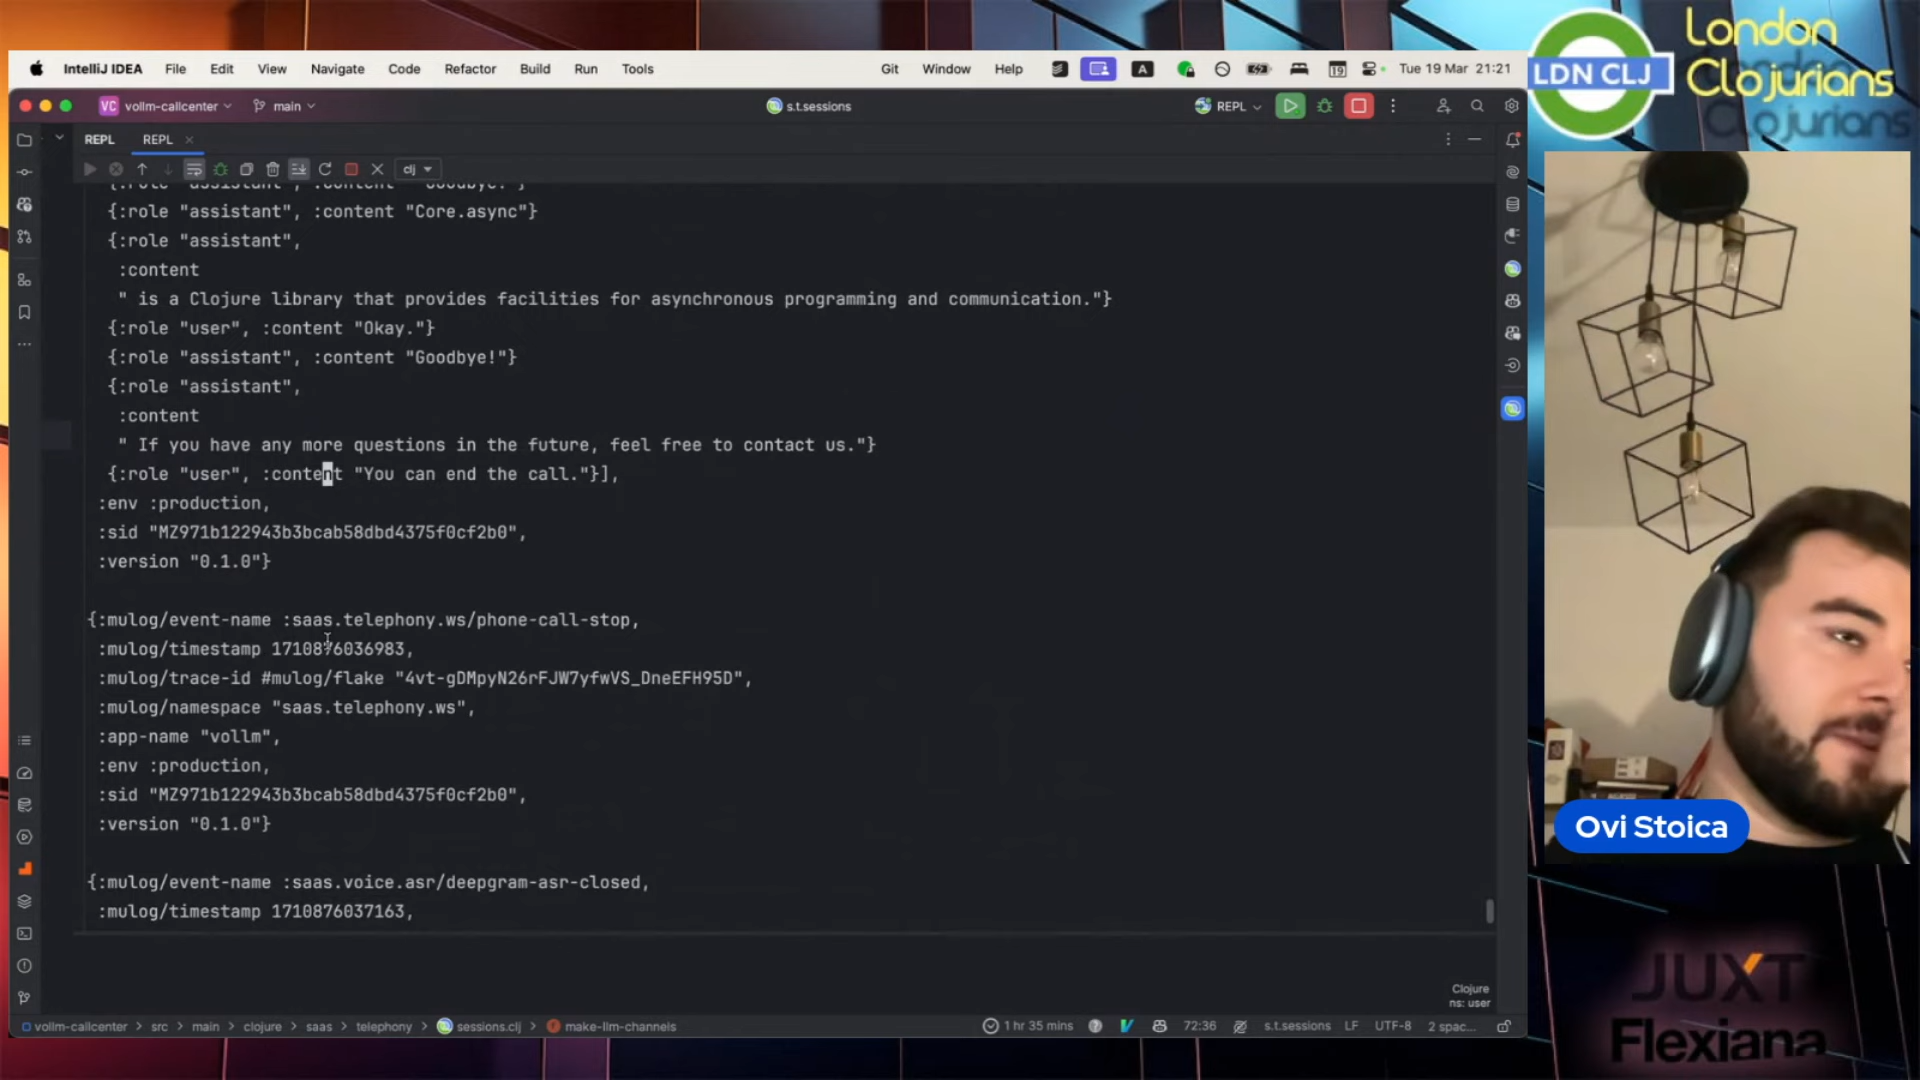 IntelliJ IDEA File Edit View Navigate Code Refactor Build Run Tools Git Window Help A 19 Tue 19 Mar 21:21
LDN CLJ
London
Clojurians
Clojurians
VC vollm-callcenter main s.t.sessions REPL
REPL REPL
clj
{:role "assistant", :content "Goodbye!"}
{:role "assistant", :content "Core.async"}
{:role "assistant",
:content
" is a Clojure library that provides facilities for asynchronous programming and communication."}
{:role "user", :content "Okay."}
{:role "assistant", :content "Goodbye!"}
{:role "assistant",
:content
" If you have any more questions in the future, feel free to contact us."}
{:role "user", :content "You can end the call."}],
:env :production,
:sid "MZ971b122943b3bcab58dbd4375f0cf2b0",
:version "0.1.0"}
{:mulog/event-name :saas.telephony.ws/phone-call-stop,
:mulog/timestamp 1710876036983,
:mulog/trace-id #mulog/flake "4vt-gDMpyN26rFJW7yfwVS_DneEFH95D",
:mulog/namespace "saas.telephony.ws",
:app-name "vollm",
:env :production,
:sid "MZ971b122943b3bcab58dbd4375f0cf2b0",
:version "0.1.0"}
{:mulog/event-name :saas.voice.asr/deepgram-asr-closed,
:mulog/timestamp 1710876037163,
Clojure
ns: user
vollm-callcenter › src › main › clojure › saas › telephony › sessions.clj › make-llm-channels 1 hr 35 mins 72:36 s.t.sessions LF UTF-8 2 spac...
Ovi Stoica
JUXT
Flexiana